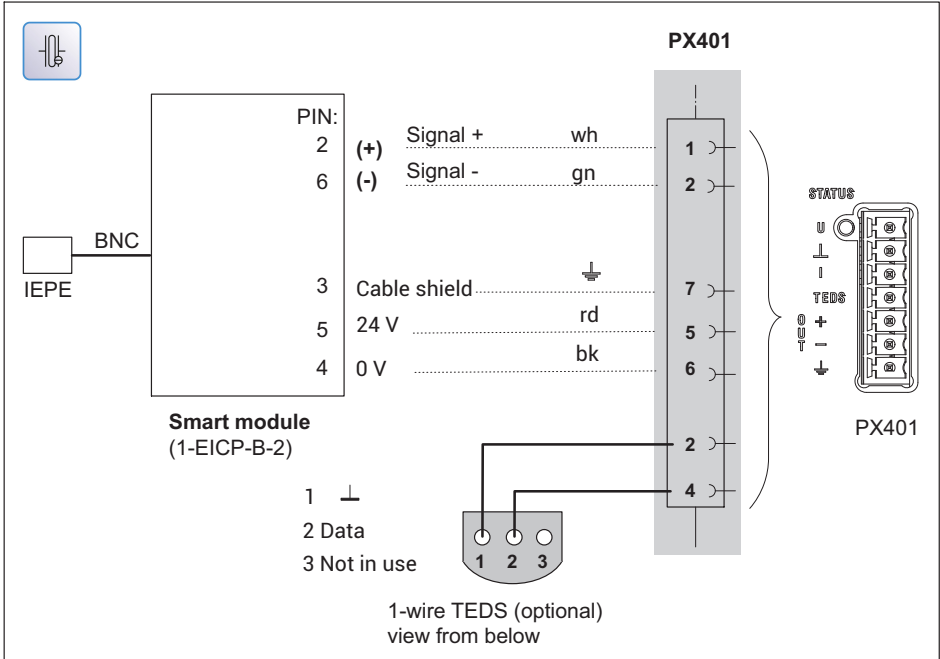 PX401
PIN:
2 (+) Signal + wh 1
6 (-) Signal - gn 2
STATUS
U
⊥
I
TEDS
OUT
+
−
⏚
PX401
BNC
IEPE
3 Cable shield ⏚ 7
5 24 V rd 5
4 0 V bk 6
Smart module
(1-EICP-B-2)
2
4
1 ⊥
2 Data
3 Not in use
1 2 3
1-wire TEDS (optional)
view from below